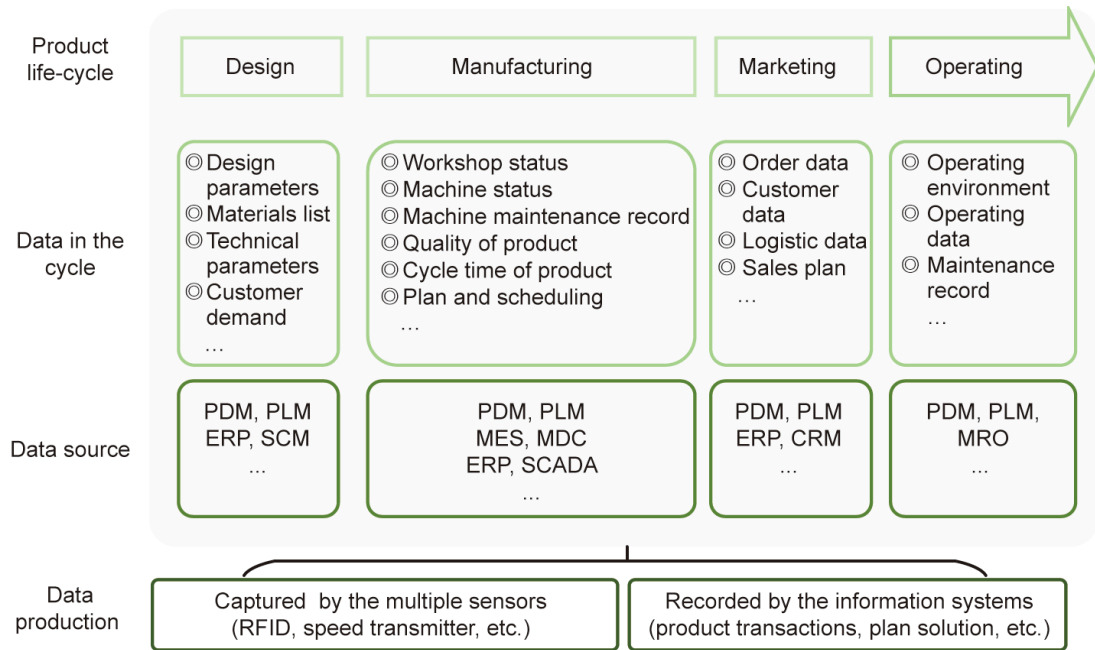 Product
life-cycle
Design
Manufacturing
Marketing
Operating
Data in the
cycle
◎ Design
parameters
◎ Materials list
◎ Technical
parameters
◎ Customer
demand
...
◎ Workshop status
◎ Machine status
◎ Machine maintenance record
◎ Quality of product
◎ Cycle time of product
◎ Plan and scheduling
...
◎ Order data
◎ Customer
data
◎ Logistic data
◎ Sales plan
...
◎ Operating
environment
◎ Operating
data
◎ Maintenance
record
...
Data source
PDM, PLM
ERP, SCM
...
PDM, PLM
MES, MDC
ERP, SCADA
...
PDM, PLM
ERP, CRM
...
PDM, PLM,
MRO
...
Data
production
Captured by the multiple sensors
(RFID, speed transmitter, etc.)
Recorded by the information systems
(product transactions, plan solution, etc.)